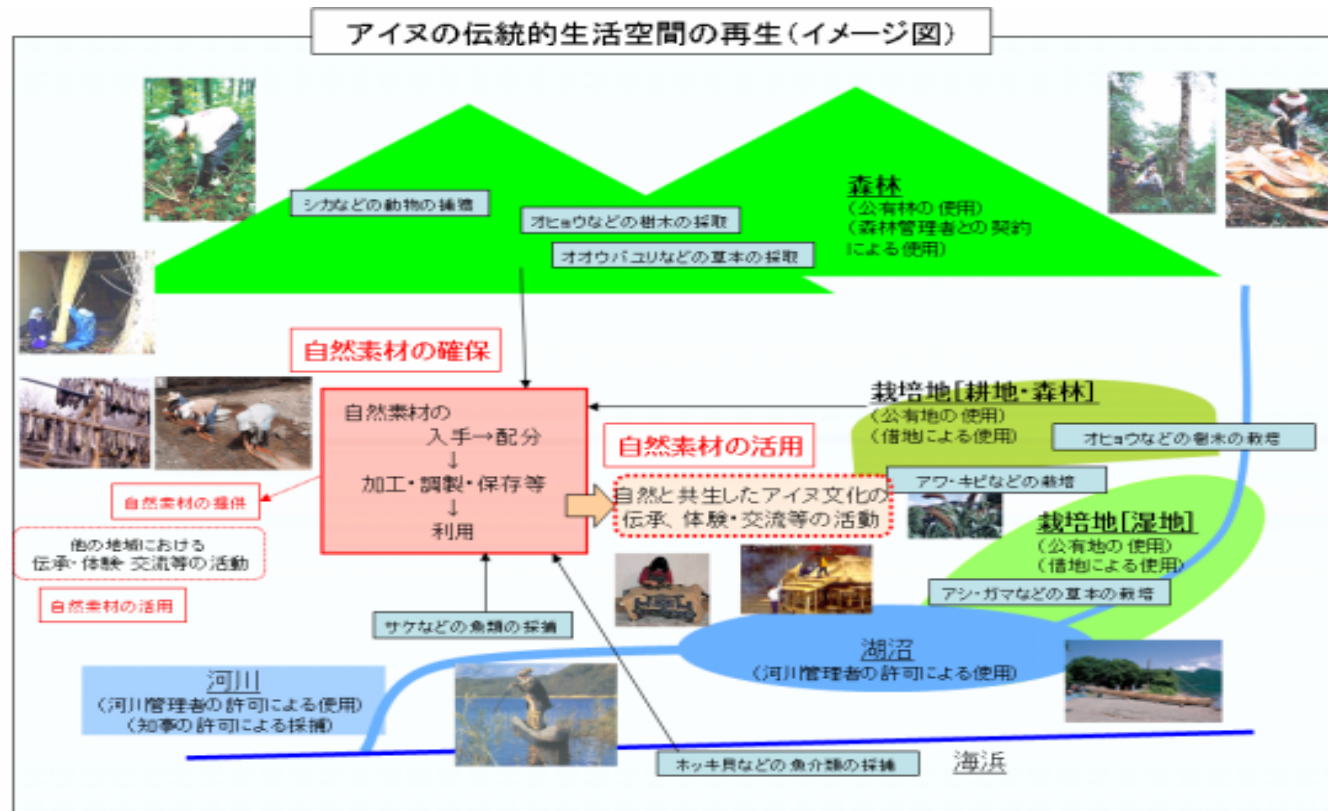 アイヌの伝統的生活空間の再生(イメージ図)
シカなどの動物の捕獲
オヒョウなどの樹木の採取
オオウバユリなどの草本の採取
森林
(公有林の使用)
(森林管理者との契約
による使用)
自然素材の確保
自然素材の
入手→配分
↓
加工・調製・保存等
↓
利用
自然素材の活用
自然と共生したアイヌ文化の
伝承、体験・交流等の活動
栽培地[耕地・森林]
(公有地の使用)
(借地による使用)
オヒョウなどの樹木の栽培
アワ・キビなどの栽培
栽培地[湿地]
(公有地の使用)
(借地による使用)
アシ・ガマなどの草本の栽培
自然素材の提供
他の地域における
伝承・体験・交流等の活動
自然素材の活用
サケなどの魚類の採捕
湖沼
(河川管理者の許可による使用)
河川
(河川管理者の許可による使用)
(知事の許可による採捕)
ホッキ貝などの魚介類の採捕
海浜